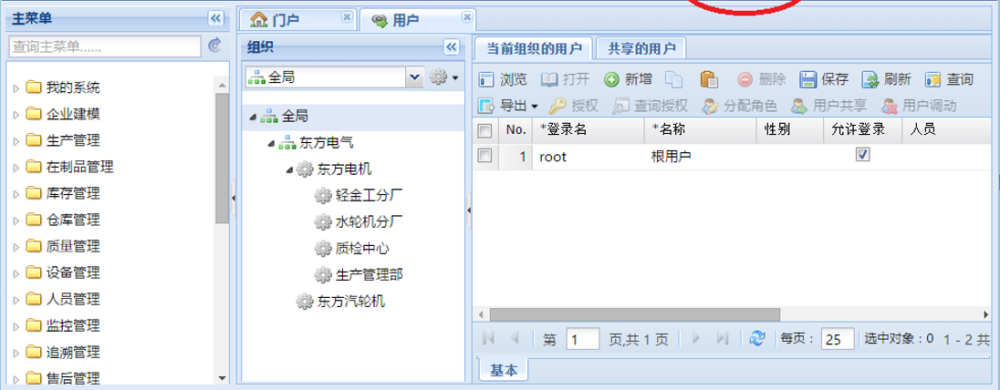 主菜单
查询主菜单......
我的系统
企业建模
生产管理
在制品管理
库存管理
仓库管理
质量管理
设备管理
人员管理
监控管理
追溯管理
售后管理
门户 用户
组织
全局
全局
东方电气
东方电机
轻金工分厂
水轮机分厂
质检中心
生产管理部
东方汽轮机
当前组织的用户 共享的用户
浏览 打开 新增 删除 保存 刷新 查询
导出 授权 查询授权 分配角色 用户共享 用户调动
No. *登录名 *名称 性别 允许登录 人员
1 root 根用户
第 1 页,共 1 页 每页：25 选中对象：0 1 - 2 共
基本